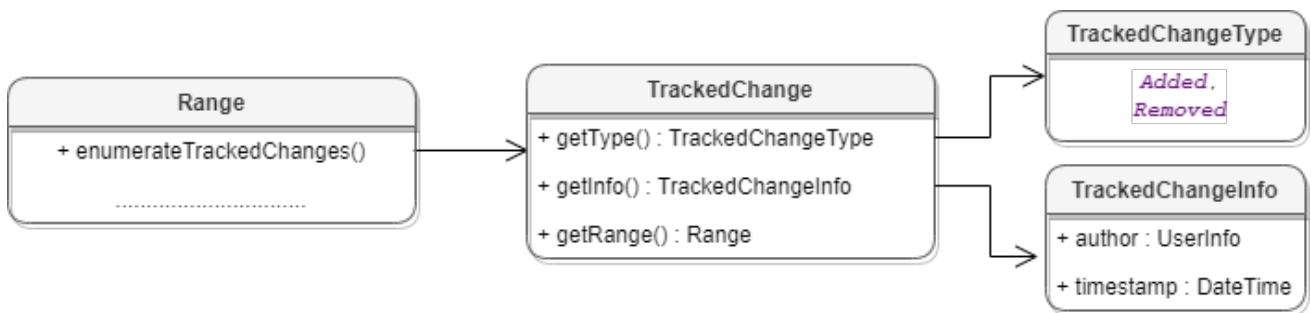 Range
+ enumerateTrackedChanges()
................................
TrackedChange
+ getType() : TrackedChangeType
+ getInfo() : TrackedChangeInfo
+ getRange() : Range
TrackedChangeType
Added,
Removed
TrackedChangeInfo
+ author : UserInfo
+ timestamp : DateTime